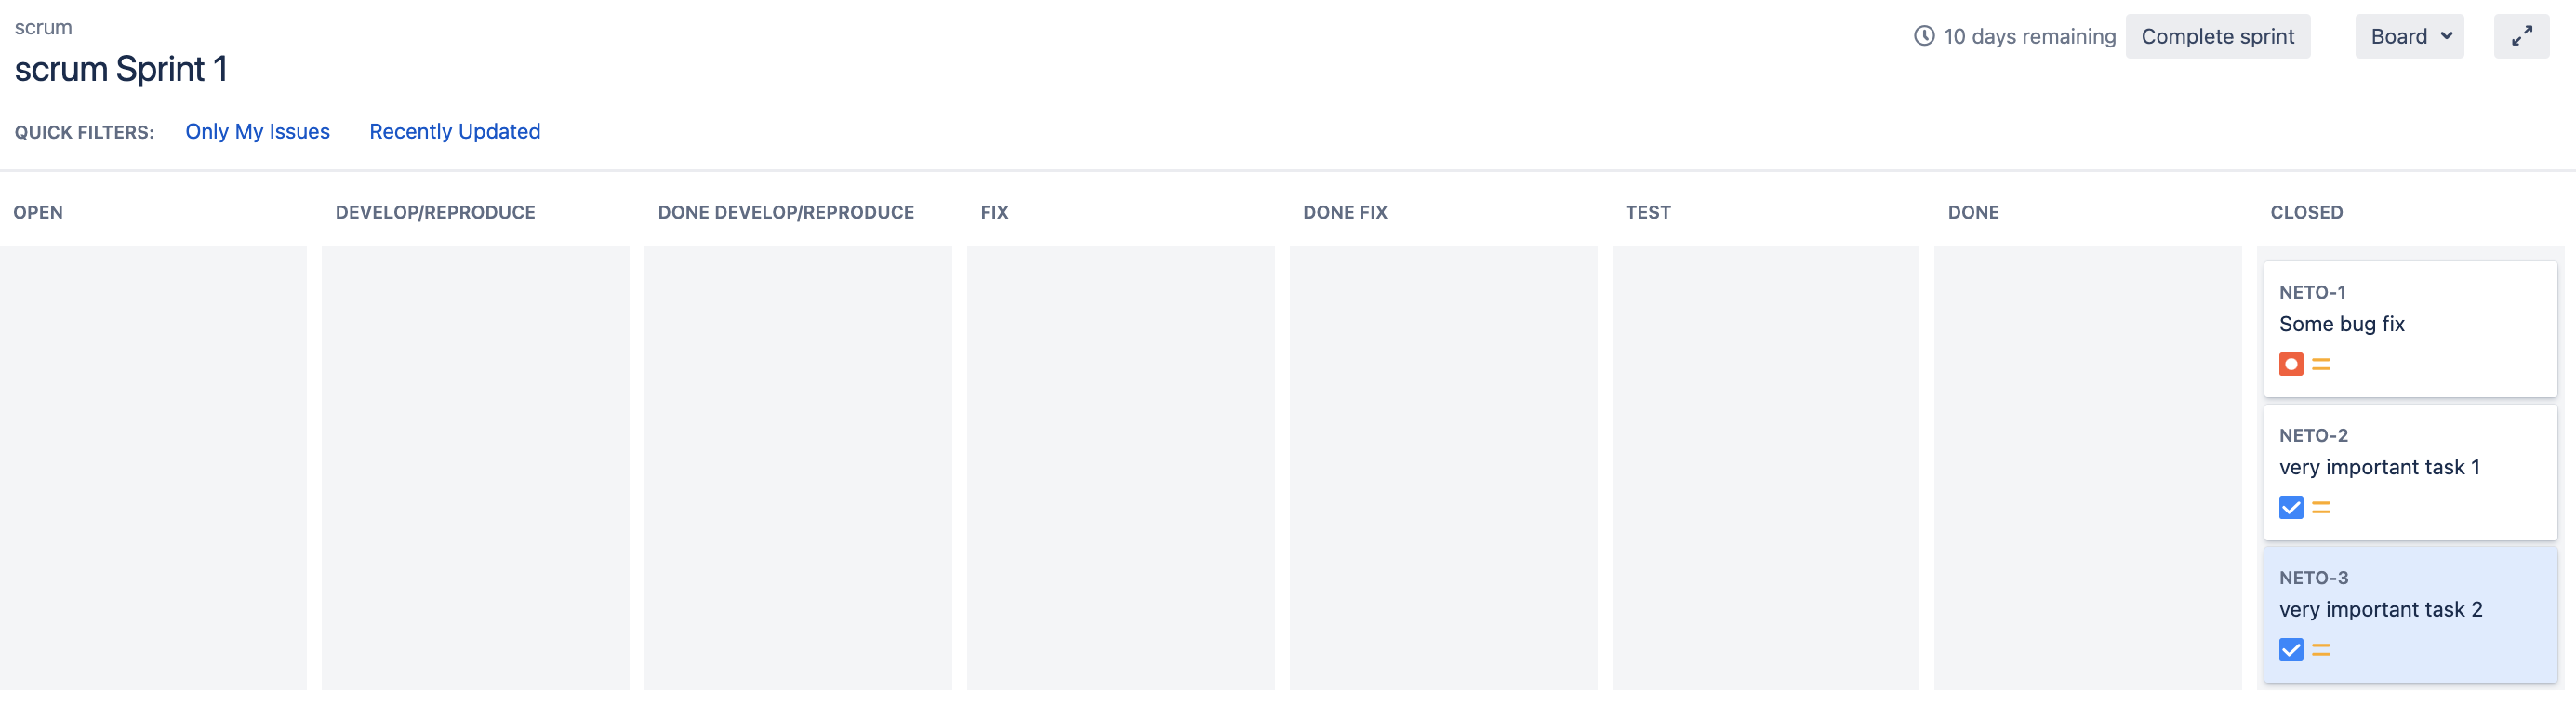 scrum
scrum Sprint 1
10 days remaining
Complete sprint
Board
QUICK FILTERS: Only My Issues Recently Updated
OPEN DEVELOP/REPRODUCE DONE DEVELOP/REPRODUCE FIX DONE FIX TEST DONE CLOSED
NETO-1
Some bug fix
NETO-2
very important task 1
NETO-3
very important task 2